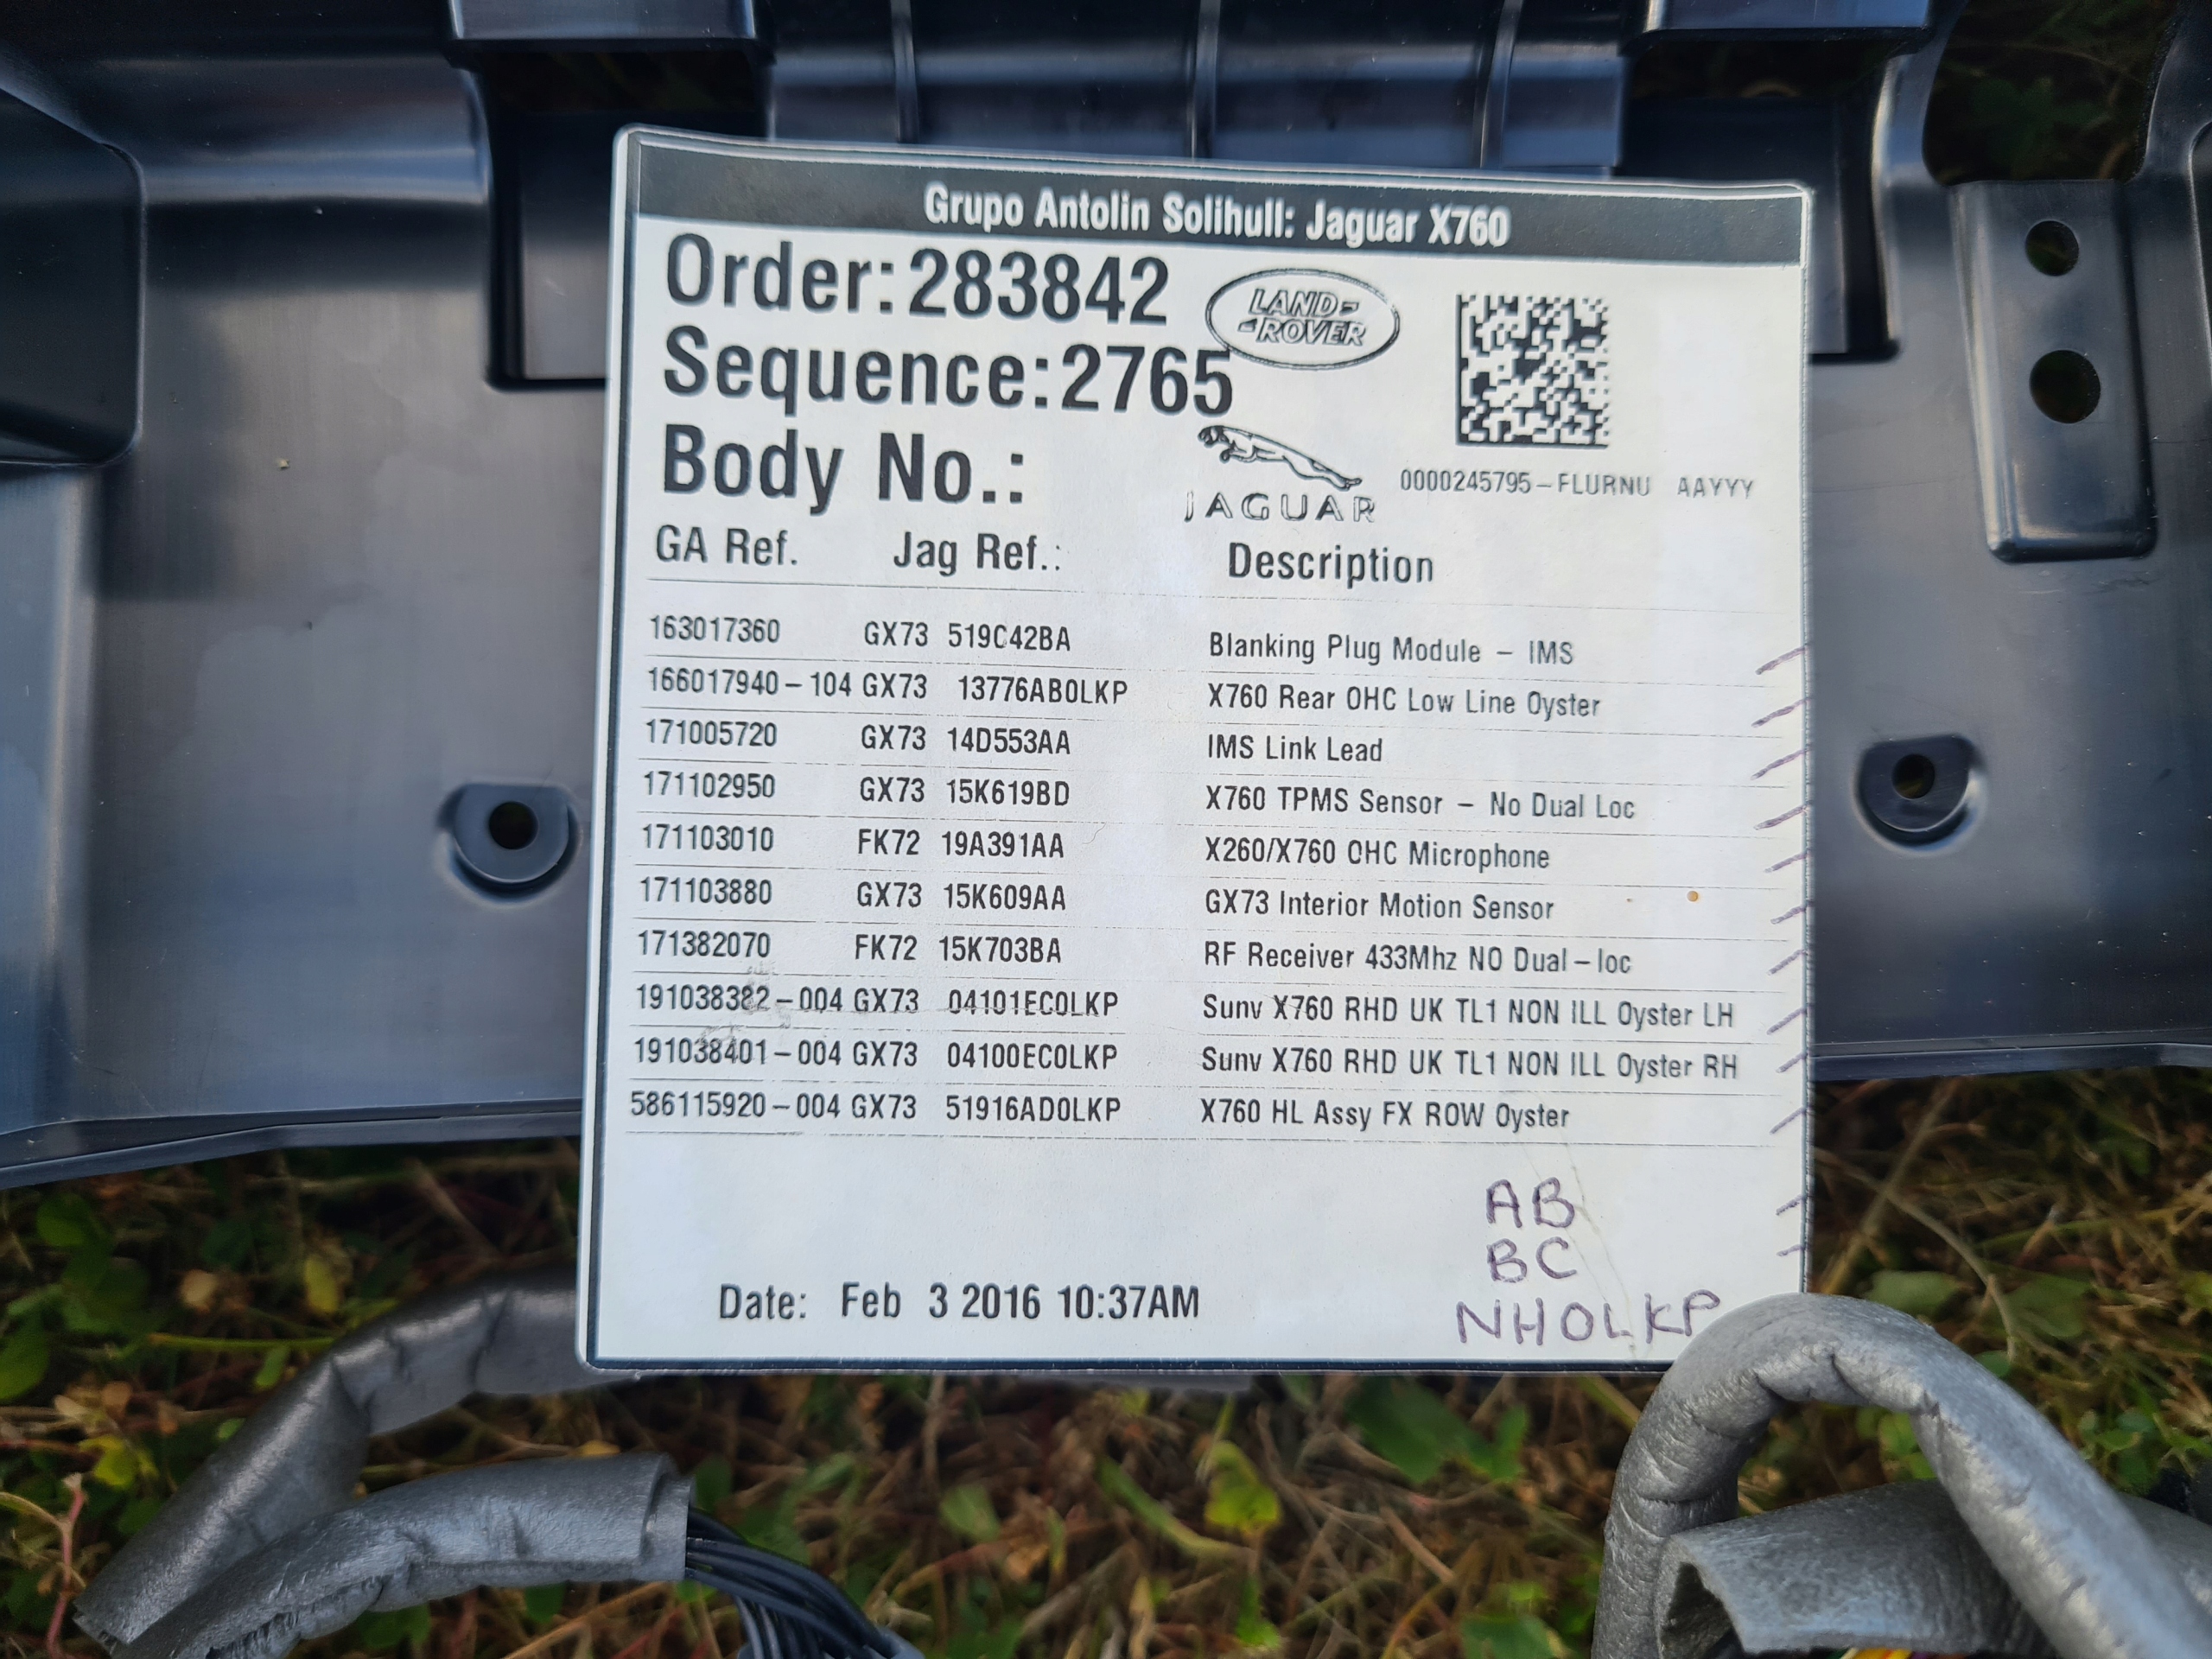 Grupo Antolin Solihull: Jaguar X760
Order:283842
LAND-
-ROVER
Sequence:2765
Body No.:
JAGUAR
0000245795-FLURNU AAYYY
GA Ref. Jag Ref.: Description
163017360 GX73 519C42BA Blanking Plug Module - IMS
166017940-104 GX73 13776AB0LKP X760 Rear OHC Low Line Oyster
171005720 GX73 14D553AA IMS Link Lead
171102950 GX73 15K619BD X760 TPMS Sensor - No Dual Loc
171103010 FK72 19A391AA X260/X760 OHC Microphone
171103880 GX73 15K609AA GX73 Interior Motion Sensor
171382070 FK72 15K703BA RF Receiver 433Mhz NO Dual-loc
191038382-004 GX73 04101EC0LKP Sunv X760 RHD UK TL1 NON ILL Oyster LH
191038401-004 GX73 04100EC0LKP Sunv X760 RHD UK TL1 NON ILL Oyster RH
586115920-004 GX73 51916AD0LKP X760 HL Assy FX ROW Oyster
AB
BC
NHOLKP
Date: Feb 3 2016 10:37AM